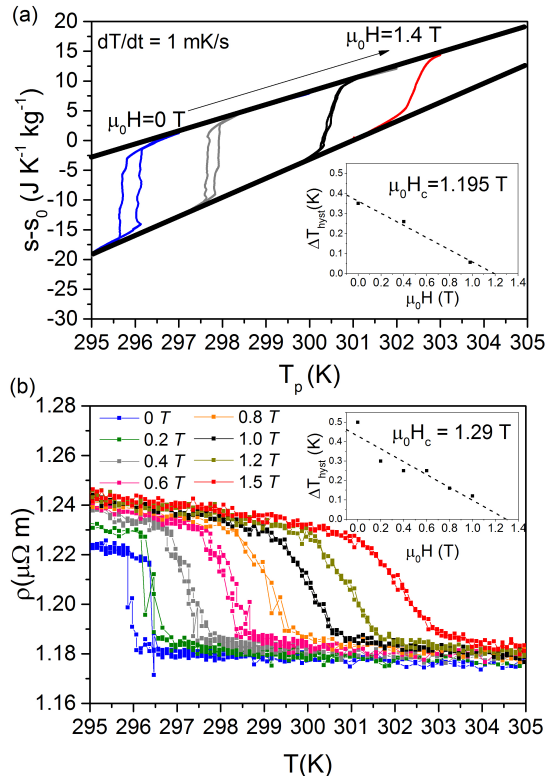 (a)
dT/dt = 1 mK/s
μ₀H=1.4 T
μ₀H=0 T
s-s₀ (J K⁻¹ kg⁻¹)
20
15
10
5
0
-5
-10
-15
-20
-25
-30
295 296 297 298 299 300 301 302 303 304 305
T_p (K)
μ₀H_c=1.195 T
ΔT_hyst(K)
0.5
0.4
0.3
0.2
0.1
0.0
0.0 0.2 0.4 0.6 0.8 1.0 1.2 1.4
μ₀H (T)
(b)
ρ(μΩ m)
1.28
1.26
1.24
1.22
1.20
1.18
1.16
0 T
0.2 T
0.4 T
0.6 T
0.8 T
1.0 T
1.2 T
1.5 T
μ₀H_c = 1.29 T
ΔT_hyst (K)
0.5
0.4
0.3
0.2
0.1
0.0
0.0 0.2 0.4 0.6 0.8 1.0 1.2 1.4
μ₀H (T)
295 296 297 298 299 300 301 302 303 304 305
T(K)